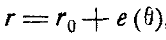 r = r₀ + e (θ)